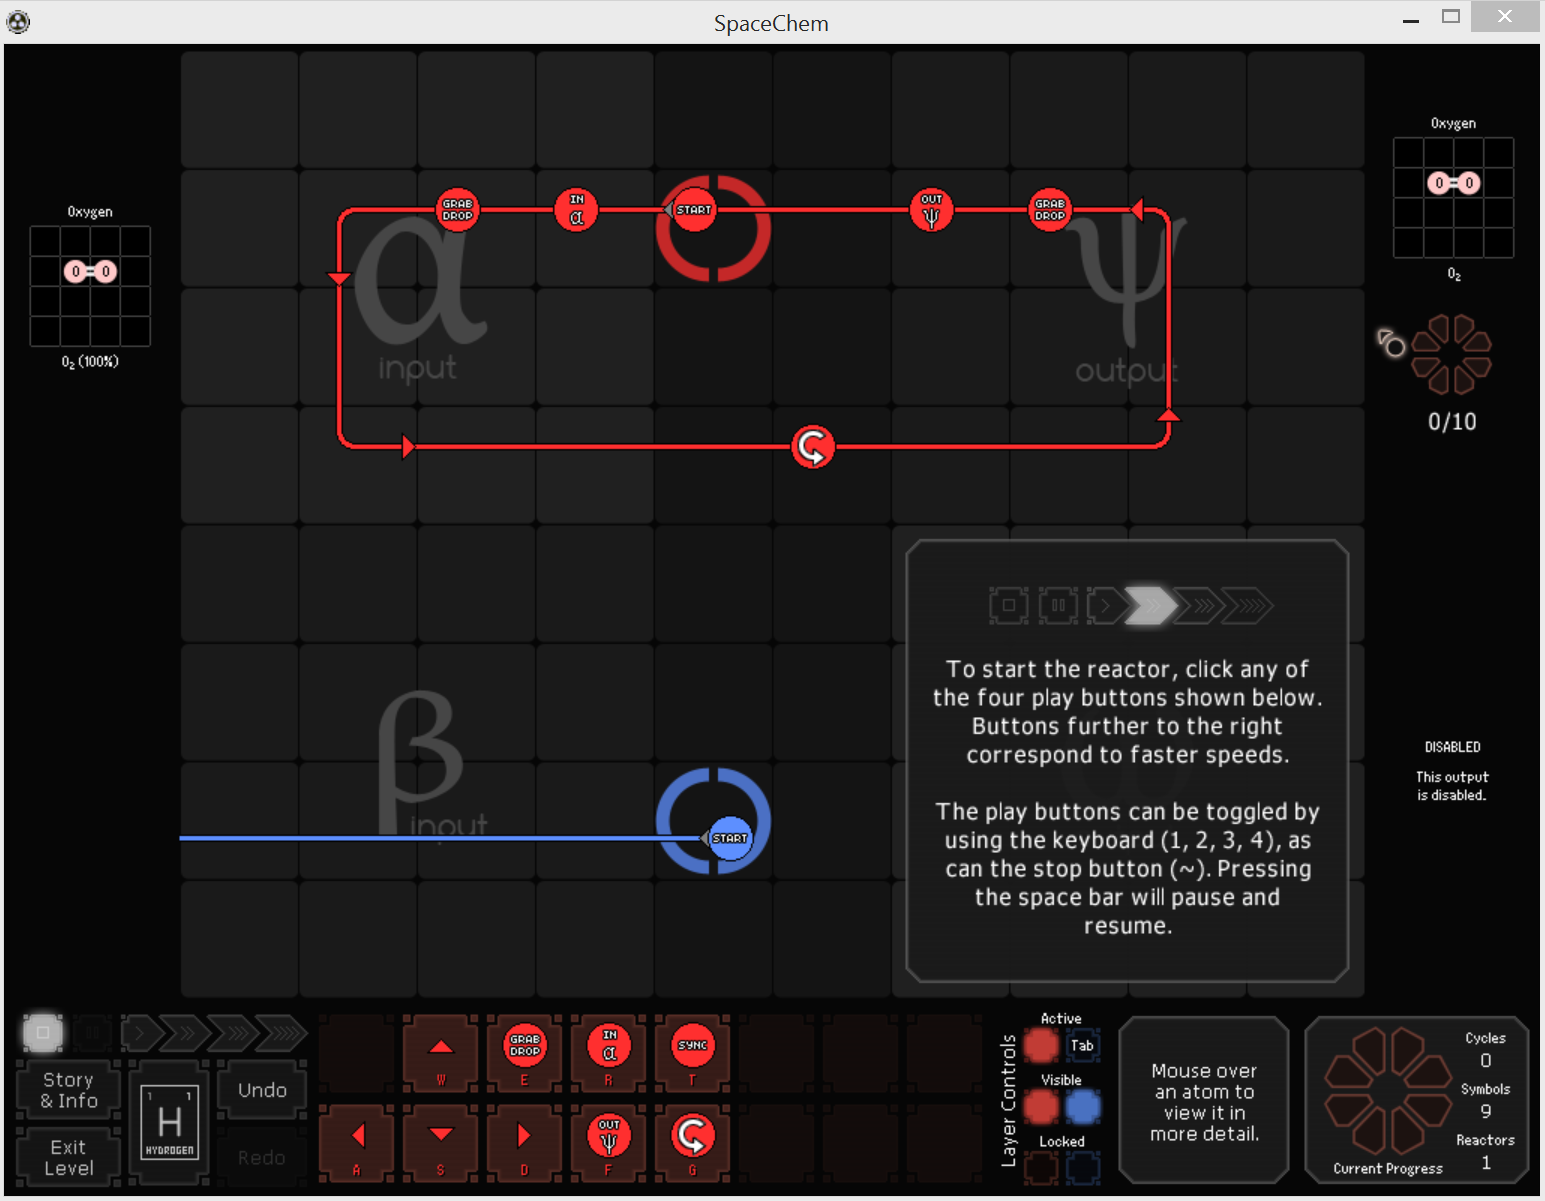 SpaceChem
Oxygen
O=O
O₂ (100%)
GRAB DROP
IN α
START
OUT ψ
GRAB DROP
α
input
ψ
output
Oxygen
O=O
O₂
0/10
β
input
START
To start the reactor, click any of
the four play buttons shown below.
Buttons further to the right
correspond to faster speeds.
The play buttons can be toggled by
using the keyboard (1, 2, 3, 4), as
can the stop button (~). Pressing
the space bar will pause and
resume.
DISABLED
This output
is disabled.
Story
& Info
Exit
Level
1 1
H
HYDROGEN
Undo
Redo
W
GRAB DROP
E
IN α
R
SYNC
T
A
S
D
OUT ψ
F
G
Layer Controls
Active
Tab
Visible
Locked
Mouse over
an atom to
view it in
more detail.
Cycles
0
Symbols
9
Reactors
1
Current Progress